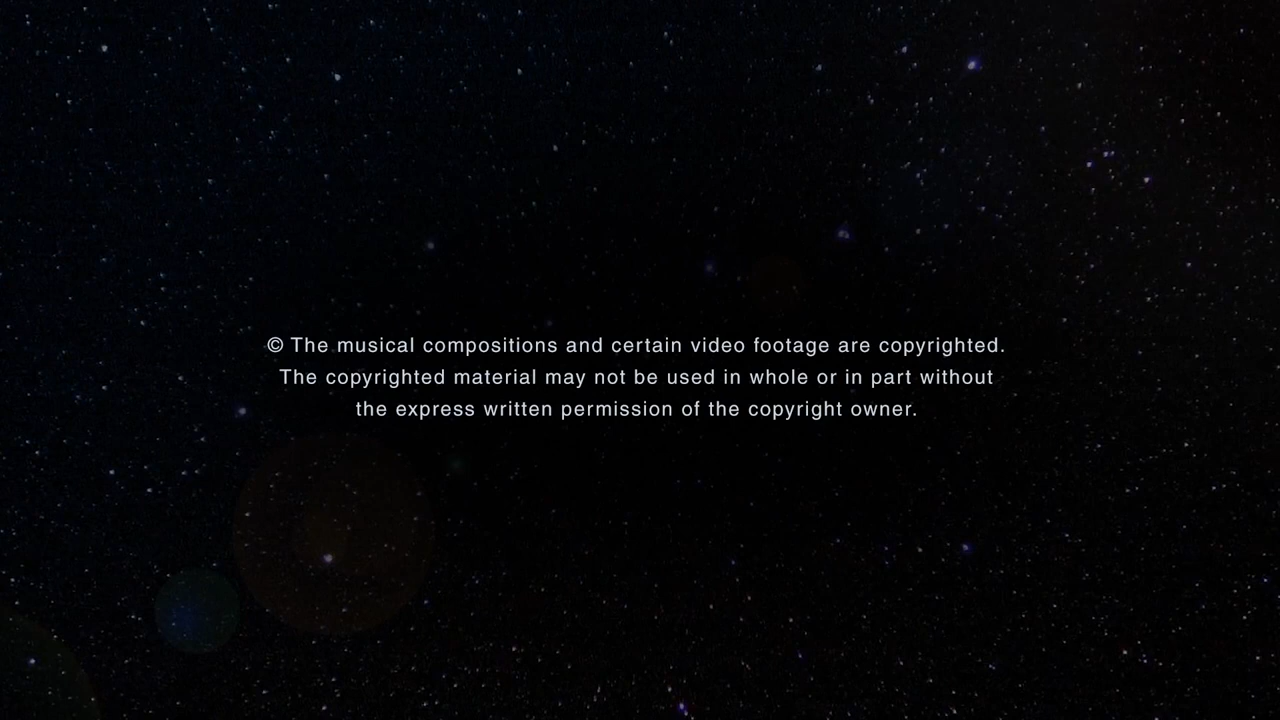 © The musical compositions and certain video footage are copyrighted.
The copyrighted material may not be used in whole or in part without
the express written permission of the copyright owner.